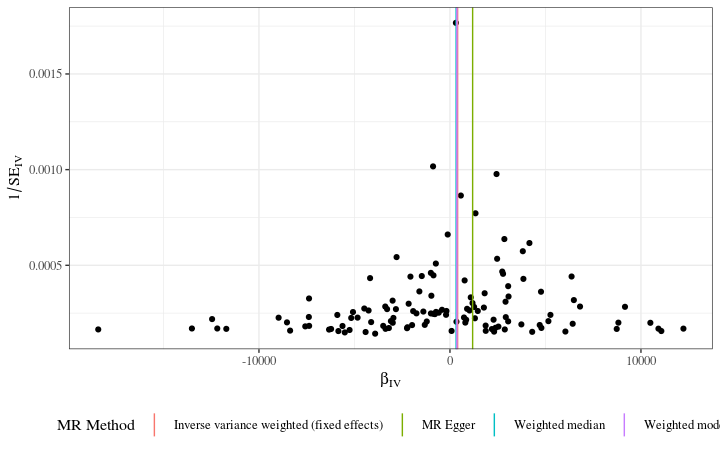 0.0015
0.0010
0.0005
1/SE_IV
-10000 0 10000
β_IV
MR Method Inverse variance weighted (fixed effects) MR Egger Weighted median Weighted mod